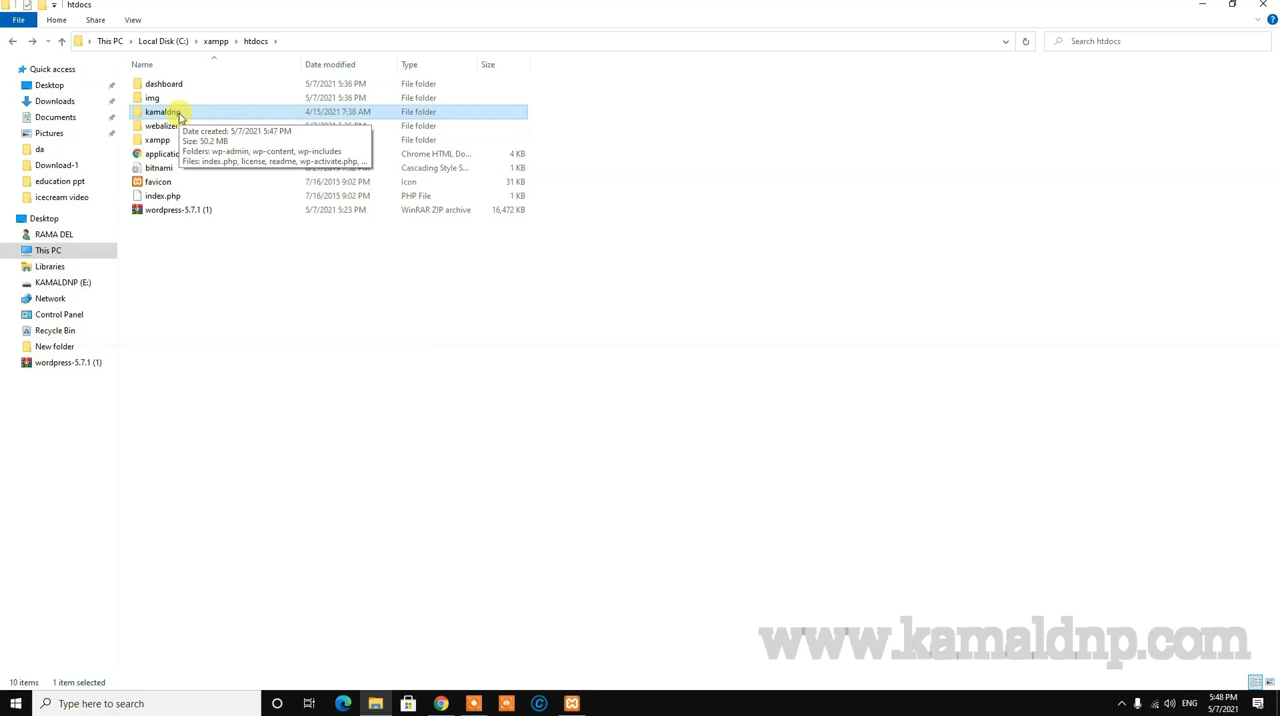 htdocs
File Home Share View
This PC Local Disk (C:) xampp htdocs
Search htdocs
Name Date modified Type Size
Quick access
Desktop
Downloads
Documents
Pictures
da
Download-1
education ppt
icecream video
Desktop
RAMA DEL
This PC
Libraries
KAMALDNP (E:)
Network
Control Panel
Recycle Bin
New folder
wordpress-5.7.1 (1)
dashboard 5/7/2021 5:36 PM File folder
img 5/7/2021 5:36 PM File folder
kamaldnp 4/15/2021 7:38 AM File folder
webalizer File folder
xampp File folder
Chrome HTML Do... 4 KB
bitnami Cascading Style S... 1 KB
favicon 7/16/2015 9:02 PM Icon 31 KB
index.php 7/16/2015 9:02 PM PHP File 1 KB
wordpress-5.7.1 (1) 5/7/2021 5:23 PM WinRAR ZIP archive 16,472 KB
Date created: 5/7/2021 5:47 PM
Size: 50.2 MB
Folders: wp-admin, wp-content, wp-includes
Files: index.php, license, readme, wp-activate.php, ...
www.kamaldnp.com
10 items 1 item selected
Type here to search
ENG
5:48 PM
5/7/2021